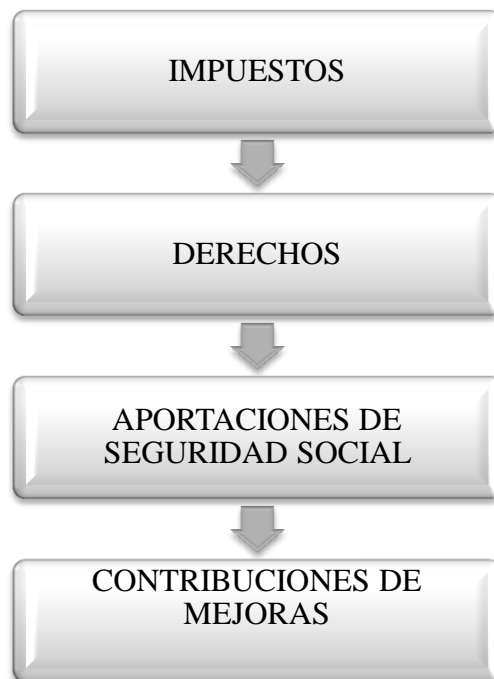 IMPUESTOS
DERECHOS
APORTACIONES DE
SEGURIDAD SOCIAL
CONTRIBUCIONES DE
MEJORAS